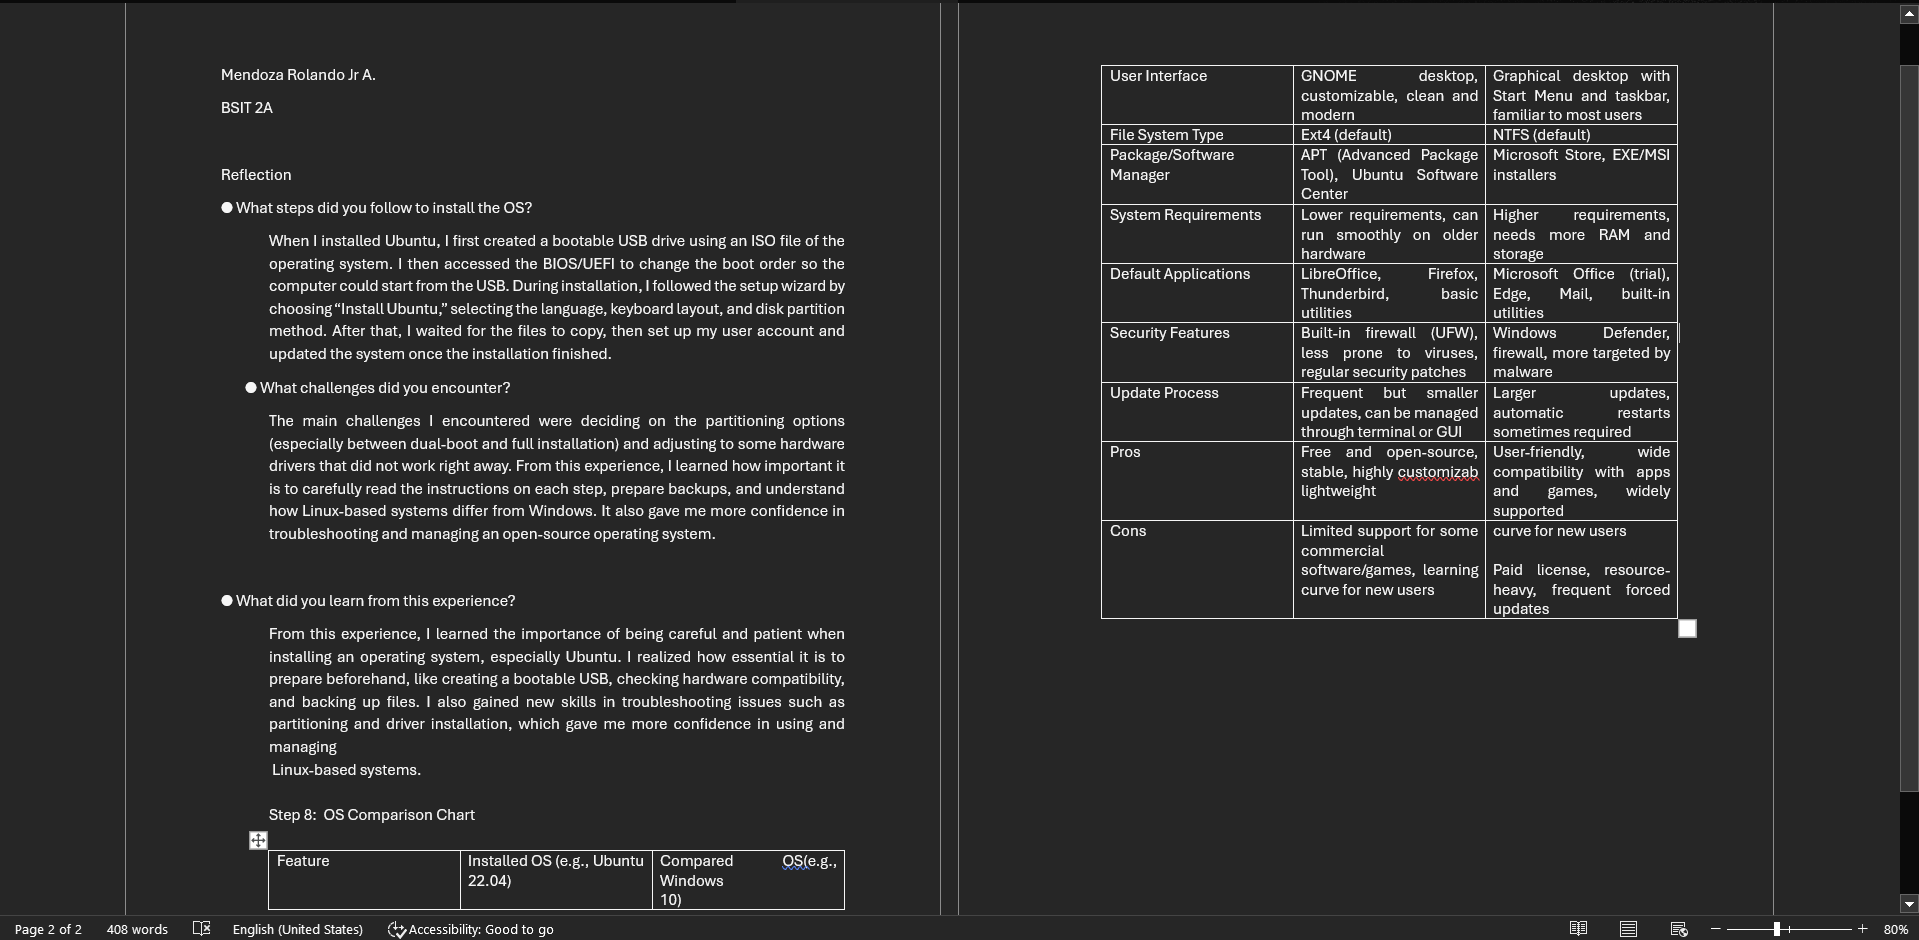 Mendoza Rolando Jr A.
BSIT 2A
Reflection
● What steps did you follow to install the OS?
When I installed Ubuntu, I first created a bootable USB drive using an ISO file of the
operating system. I then accessed the BIOS/UEFI to change the boot order so the
computer could start from the USB. During installation, I followed the setup wizard by
choosing “Install Ubuntu,” selecting the language, keyboard layout, and disk partition
method. After that, I waited for the files to copy, then set up my user account and
updated the system once the installation finished.
● What challenges did you encounter?
The main challenges I encountered were deciding on the partitioning options
(especially between dual-boot and full installation) and adjusting to some hardware
drivers that did not work right away. From this experience, I learned how important it
is to carefully read the instructions on each step, prepare backups, and understand
how Linux-based systems differ from Windows. It also gave me more confidence in
troubleshooting and managing an open-source operating system.
● What did you learn from this experience?
From this experience, I learned the importance of being careful and patient when
installing an operating system, especially Ubuntu. I realized how essential it is to
prepare beforehand, like creating a bootable USB, checking hardware compatibility,
and backing up files. I also gained new skills in troubleshooting issues such as
partitioning and driver installation, which gave me more confidence in using and
managing
Linux-based systems.
Step 8: OS Comparison Chart
Feature
Installed OS (e.g., Ubuntu
22.04)
Compared OS(e.g.,
Windows
10)
User Interface
GNOME desktop,
customizable, clean and
modern
Graphical desktop with
Start Menu and taskbar,
familiar to most users
File System Type
Ext4 (default)
NTFS (default)
Package/Software
Manager
APT (Advanced Package
Tool), Ubuntu Software
Center
Microsoft Store, EXE/MSI
installers
System Requirements
Lower requirements, can
run smoothly on older
hardware
Higher requirements,
needs more RAM and
storage
Default Applications
LibreOffice, Firefox,
Thunderbird, basic
utilities
Microsoft Office (trial),
Edge, Mail, built-in
utilities
Security Features
Built-in firewall (UFW),
less prone to viruses,
regular security patches
Windows Defender,
firewall, more targeted by
malware
Update Process
Frequent but smaller
updates, can be managed
through terminal or GUI
Larger updates,
automatic restarts
sometimes required
Pros
Free and open-source,
stable, highly customizab
lightweight
User-friendly, wide
compatibility with apps
and games, widely
supported
Cons
Limited support for some
commercial
software/games, learning
curve for new users
curve for new users
Paid license, resource-
heavy, frequent forced
updates
Page 2 of 2
408 words
English (United States)
Accessibility: Good to go
80%